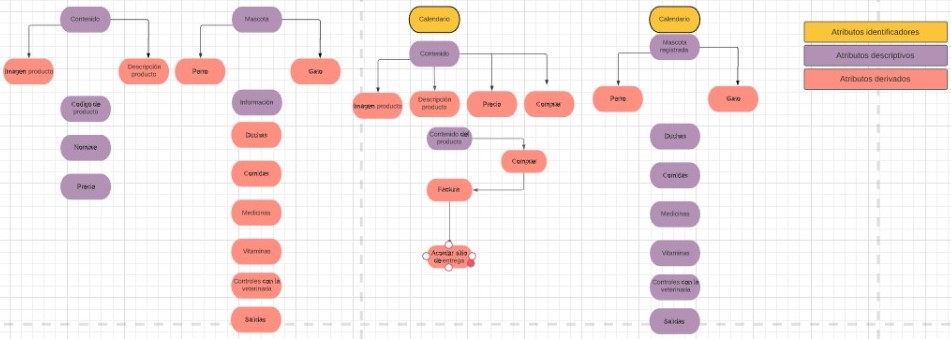 Contenido
Imagen producto
Descripción
producto
Codigo de
producto
Nombre
Precio
Mascota
Perro
Gato
Información
Duchas
Comidas
Medicinas
Vitaminas
Controles con la
veterinaria
Salidas
Calendario
Contenido
Imagen producto
Descripción
producto
Precio
Comprar
Contenido del
producto
Comprar
Factura
Acordar sitio
de entrega
Calendario
Mascota
registrada
Perro
Gato
Duchas
Comidas
Medicinas
Vitaminas
Controles con la
veterinaria
Salidas
Atributos identificadores
Atributos descriptivos
Atributos derivados